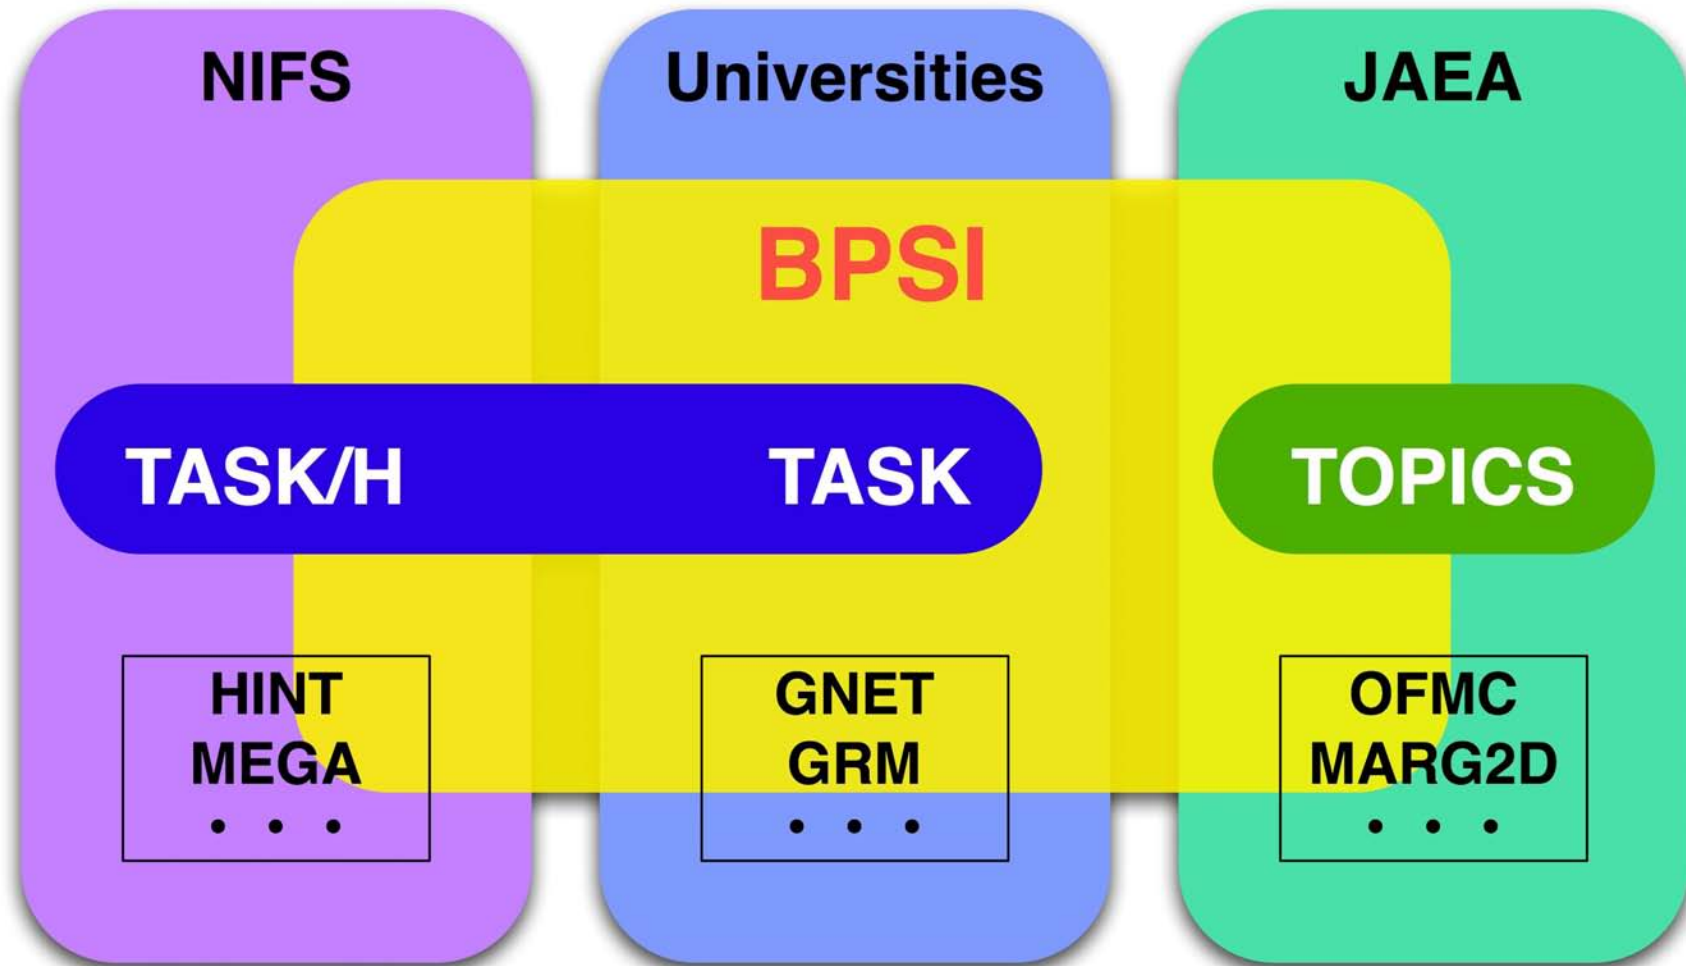 NIFS
Universities
JAEA
BPSI
TASK/H
TASK
TOPICS
HINT
MEGA
• • •
GNET
GRM
• • •
OFMC
MARG2D
• • •